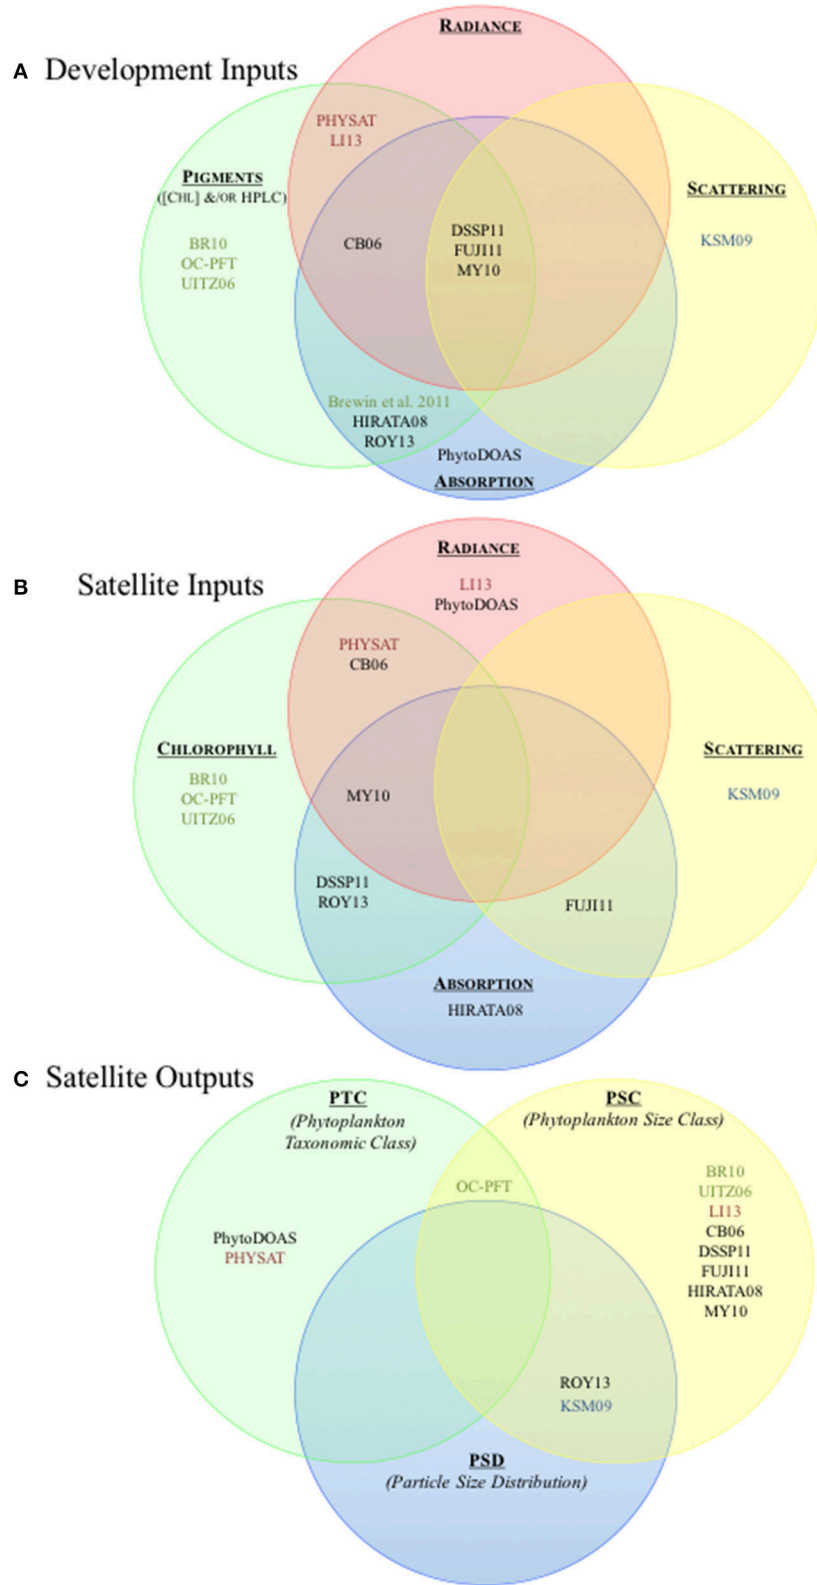 A Development Inputs
RADIANCE
PHYSAT
LI13
PIGMENTS
([CHL] &/OR HPLC)
BR10
OC-PFT
UITZ06
CB06
DSSP11
FUJI11
MY10
SCATTERING
KSM09
Brewin et al. 2011
HIRATA08
ROY13
PhytoDOAS
ABSORPTION
B Satellite Inputs
RADIANCE
LI13
PhytoDOAS
PHYSAT
CB06
CHLOROPHYLL
BR10
OC-PFT
UITZ06
MY10
SCATTERING
KSM09
DSSP11
ROY13
FUJI11
ABSORPTION
HIRATA08
C Satellite Outputs
PTC
(Phytoplankton
Taxonomic Class)
PSC
(Phytoplankton Size Class)
OC-PFT
BR10
UITZ06
LI13
CB06
DSSP11
FUJI11
HIRATA08
MY10
PhytoDOAS
PHYSAT
ROY13
KSM09
PSD
(Particle Size Distribution)